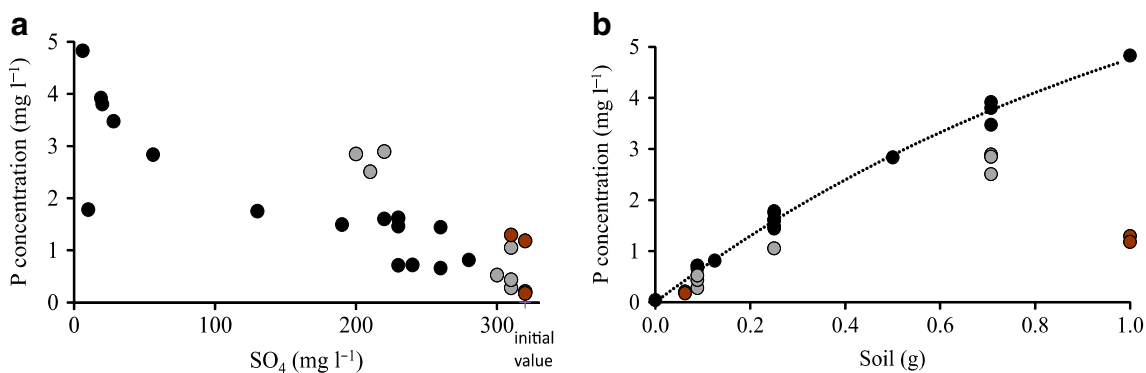 a
P concentration (mg l⁻¹)
5
4
3
2
1
0
0 100 200 300
initial
value
SO₄ (mg l⁻¹)
b
P concentration (mg l⁻¹)
5
4
3
2
1
0
0.0 0.2 0.4 0.6 0.8 1.0
Soil (g)